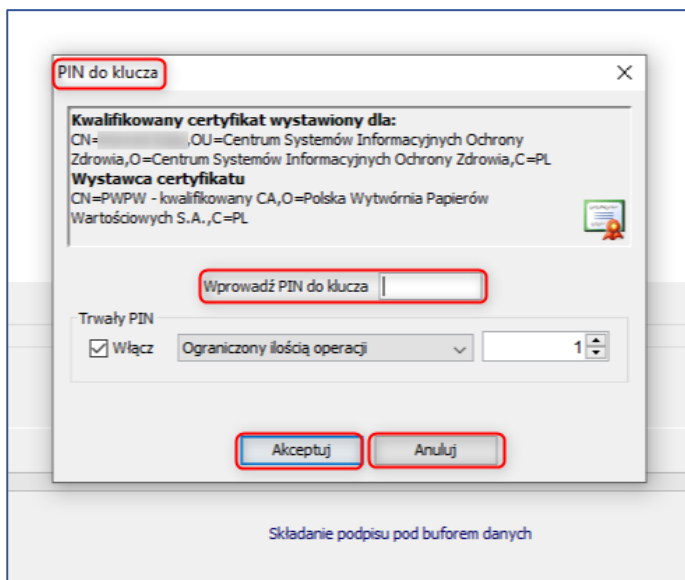 PIN do klucza
Kwalifikowany certyfikat wystawiony dla:
CN= ,OU=Centrum Systemów Informacyjnych Ochrony
Zdrowia,O=Centrum Systemów Informacyjnych Ochrony Zdrowia,C=PL
Wystawca certyfikatu
CN=PWPW - kwalifikowany CA,O=Polska Wytwórnia Papierów
Wartościowych S.A.,C=PL
Wprowadź PIN do klucza
Trwały PIN
Włącz Ograniczony ilością operacji 1
Akceptuj Anuluj
Składanie podpisu pod buforem danych